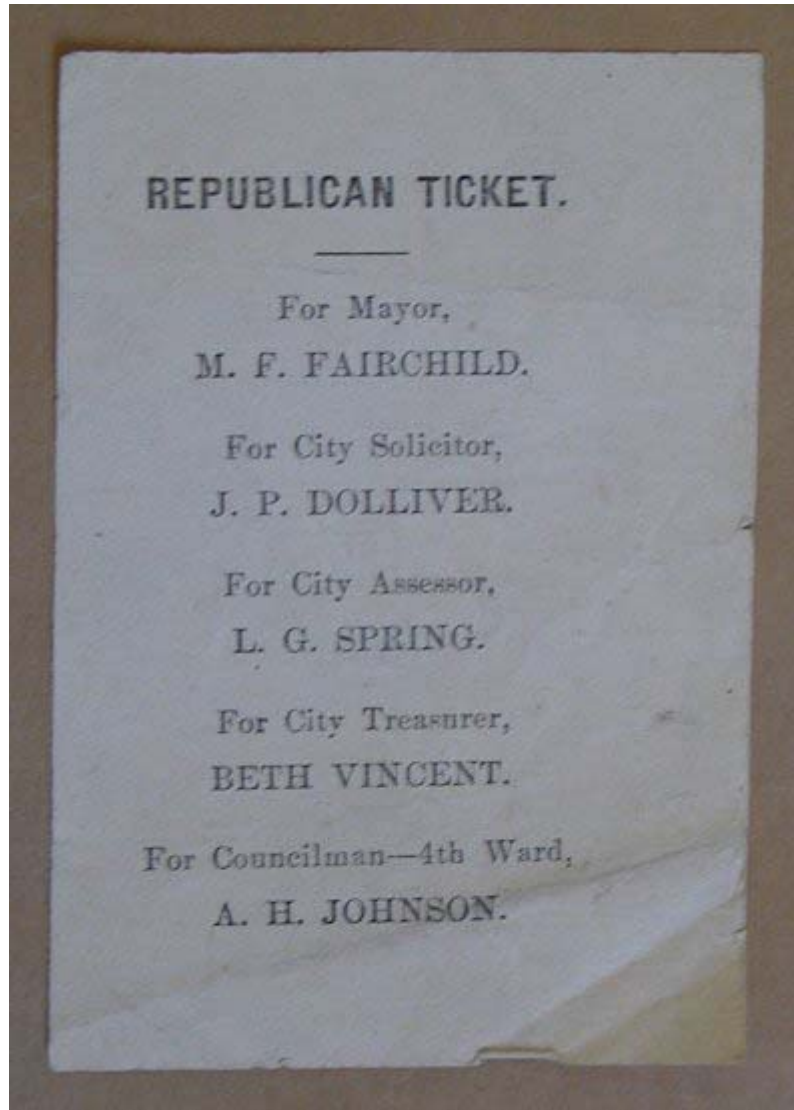 REPUBLICAN TICKET.
For Mayor,
M. F. FAIRCHILD.
For City Solicitor,
J. P. DOLLIVER.
For City Assessor,
L. G. SPRING.
For City Treasurer,
BETH VINCENT.
For Councilman—4th Ward,
A. H. JOHNSON.